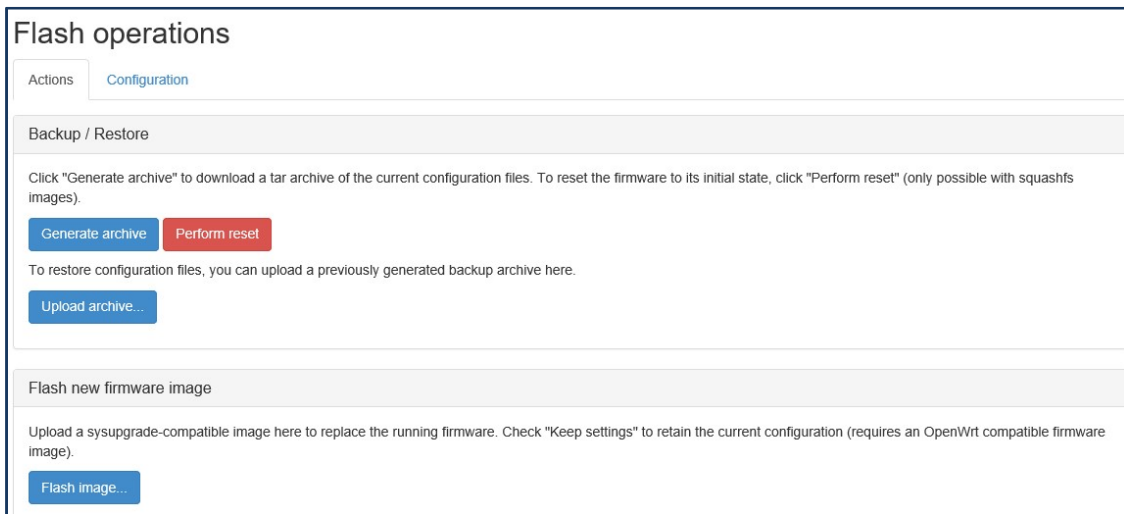 Flash operations
Actions
Configuration
Backup / Restore
Click "Generate archive" to download a tar archive of the current configuration files. To reset the firmware to its initial state, click "Perform reset" (only possible with squashfs
images).
Generate archive
Perform reset
To restore configuration files, you can upload a previously generated backup archive here.
Upload archive...
Flash new firmware image
Upload a sysupgrade-compatible image here to replace the running firmware. Check "Keep settings" to retain the current configuration (requires an OpenWrt compatible firmware
image).
Flash image...